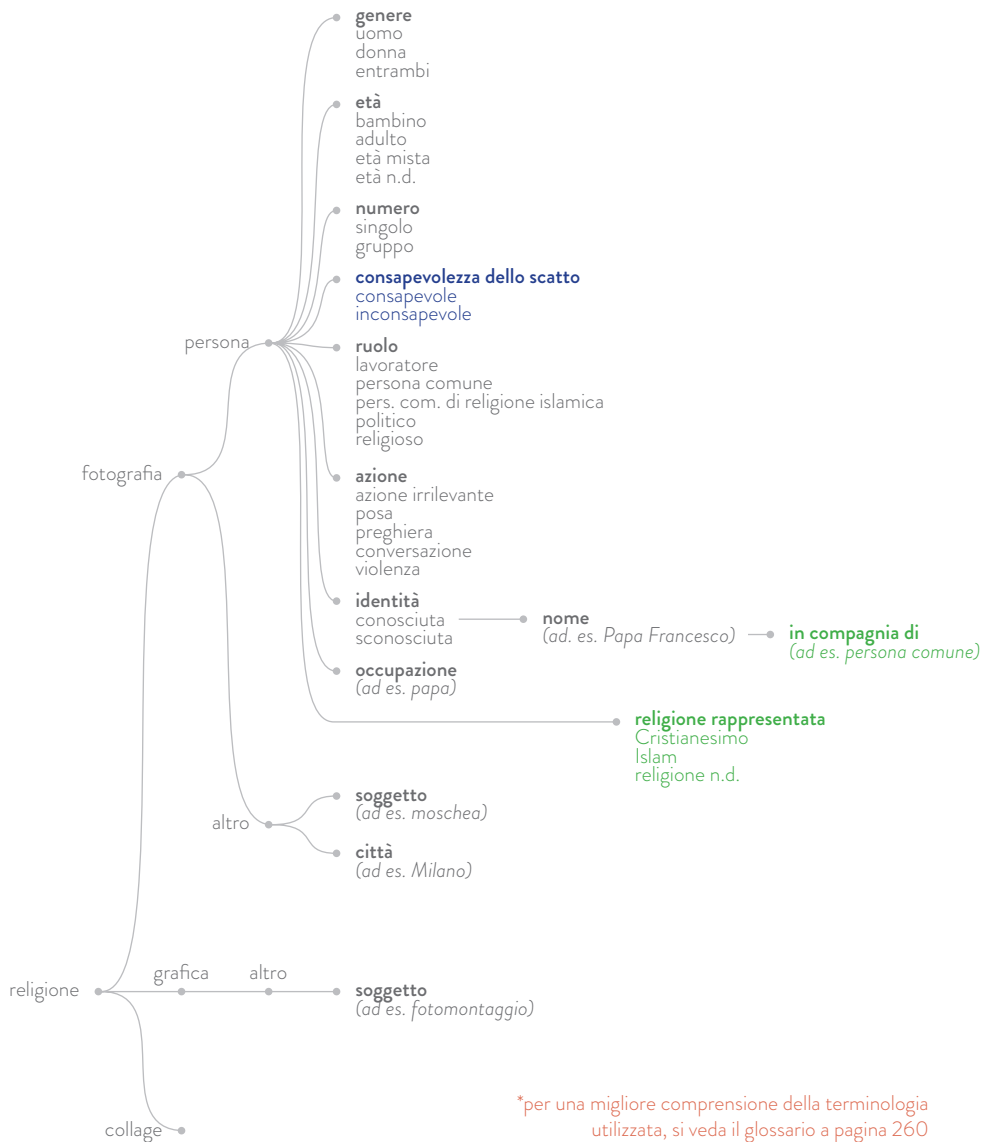 genere
uomo
donna
entrambi
età
bambino
adulto
età mista
età n.d.
numero
singolo
gruppo
consapevolezza dello scatto
consapevole
inconsapevole
persona
ruolo
lavoratore
persona comune
pers. com. di religione islamica
politico
religioso
fotografia
azione
azione irrilevante
posa
preghiera
conversazione
violenza
identità
conosciuta
sconosciuta
nome
(ad. es. Papa Francesco)
in compagnia di
(ad es. persona comune)
occupazione
(ad es. papa)
religione rappresentata
Cristianesimo
Islam
religione n.d.
altro
soggetto
(ad es. moschea)
città
(ad es. Milano)
religione
grafica
altro
soggetto
(ad es. fotomontaggio)
collage
*per una migliore comprensione della terminologia
utilizzata, si veda il glossario a pagina 260